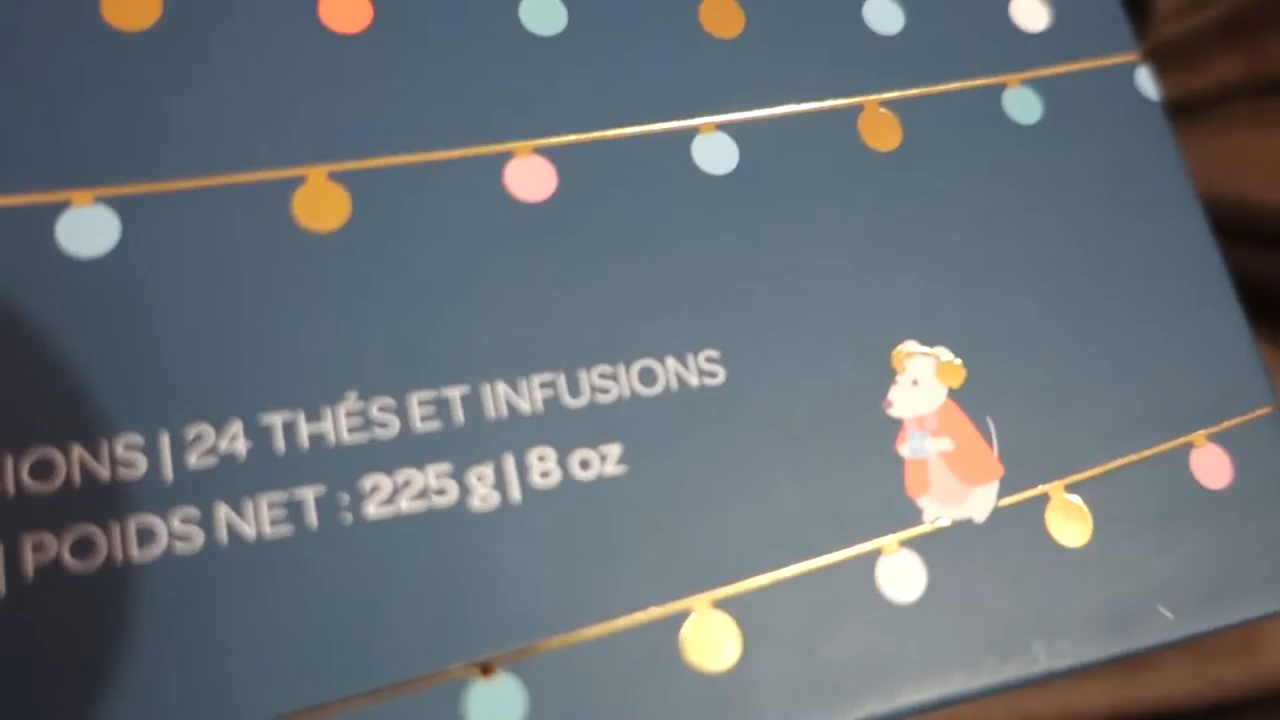 IONS | 24 THÉS ET INFUSIONS
| POIDS NET : 225 g | 8 oz